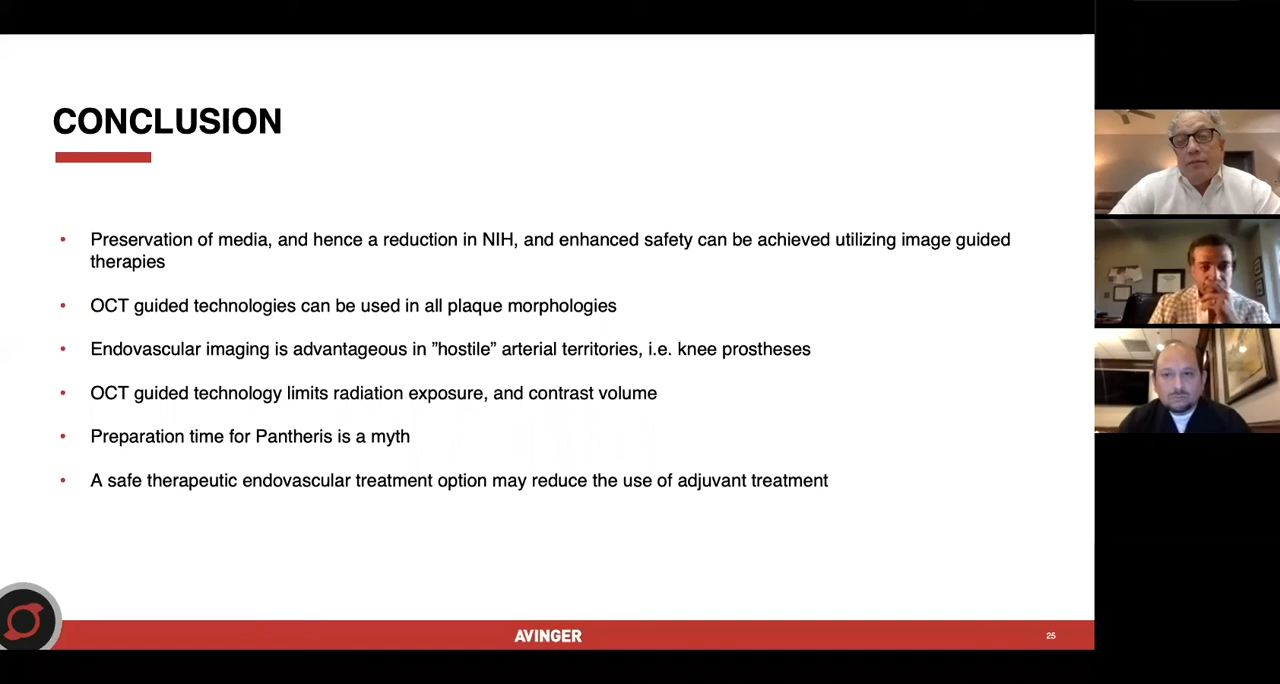 CONCLUSION
• Preservation of media, and hence a reduction in NIH, and enhanced safety can be achieved utilizing image guided
therapies
• OCT guided technologies can be used in all plaque morphologies
• Endovascular imaging is advantageous in ”hostile” arterial territories, i.e. knee prostheses
• OCT guided technology limits radiation exposure, and contrast volume
• Preparation time for Pantheris is a myth
• A safe therapeutic endovascular treatment option may reduce the use of adjuvant treatment
AVINGER
25